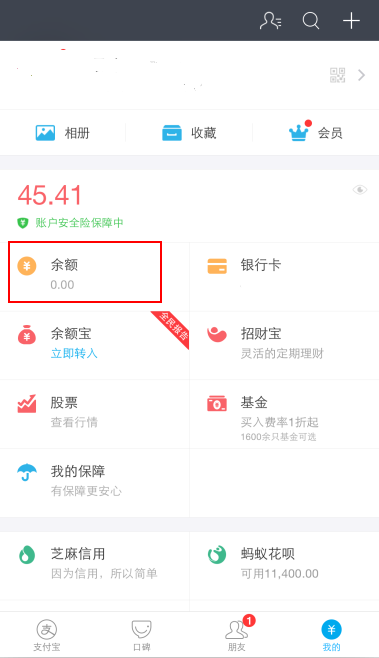 相册
收藏
会员
45.41
账户安全险保障中
余额
0.00
银行卡
余额宝
立即转入
全民报告
招财宝
灵活的定期理财
股票
查看行情
基金
买入费率1折起
1600余只基金可选
我的保障
有保障更安心
芝麻信用
因为信用，所以简单
蚂蚁花呗
可用11,400.00
支付宝
口碑
1
朋友
我的